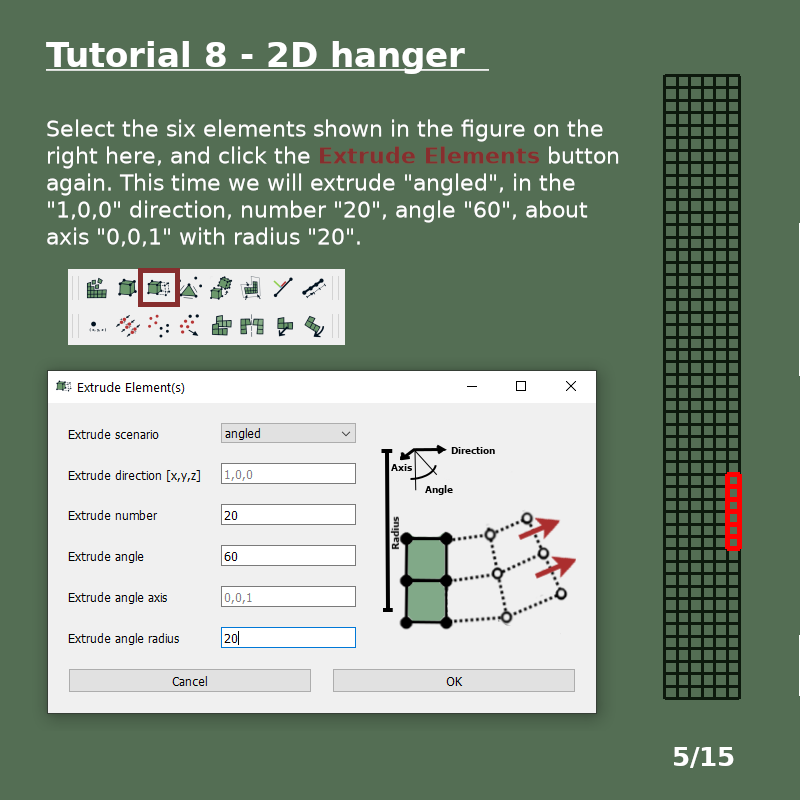 Tutorial 8 - 2D hanger
Select the six elements shown in the figure on the
right here, and click the Extrude Elements button
again. This time we will extrude "angled", in the
"1,0,0" direction, number "20", angle "60", about
axis "0,0,1" with radius "20".
Extrude Element(s)
Extrude scenario
angled
Extrude direction [x,y,z]
1,0,0
Extrude number
20
Extrude angle
60
Extrude angle axis
0,0,1
Extrude angle radius
20
Direction
Axis
Angle
Radius
Cancel
OK
5/15